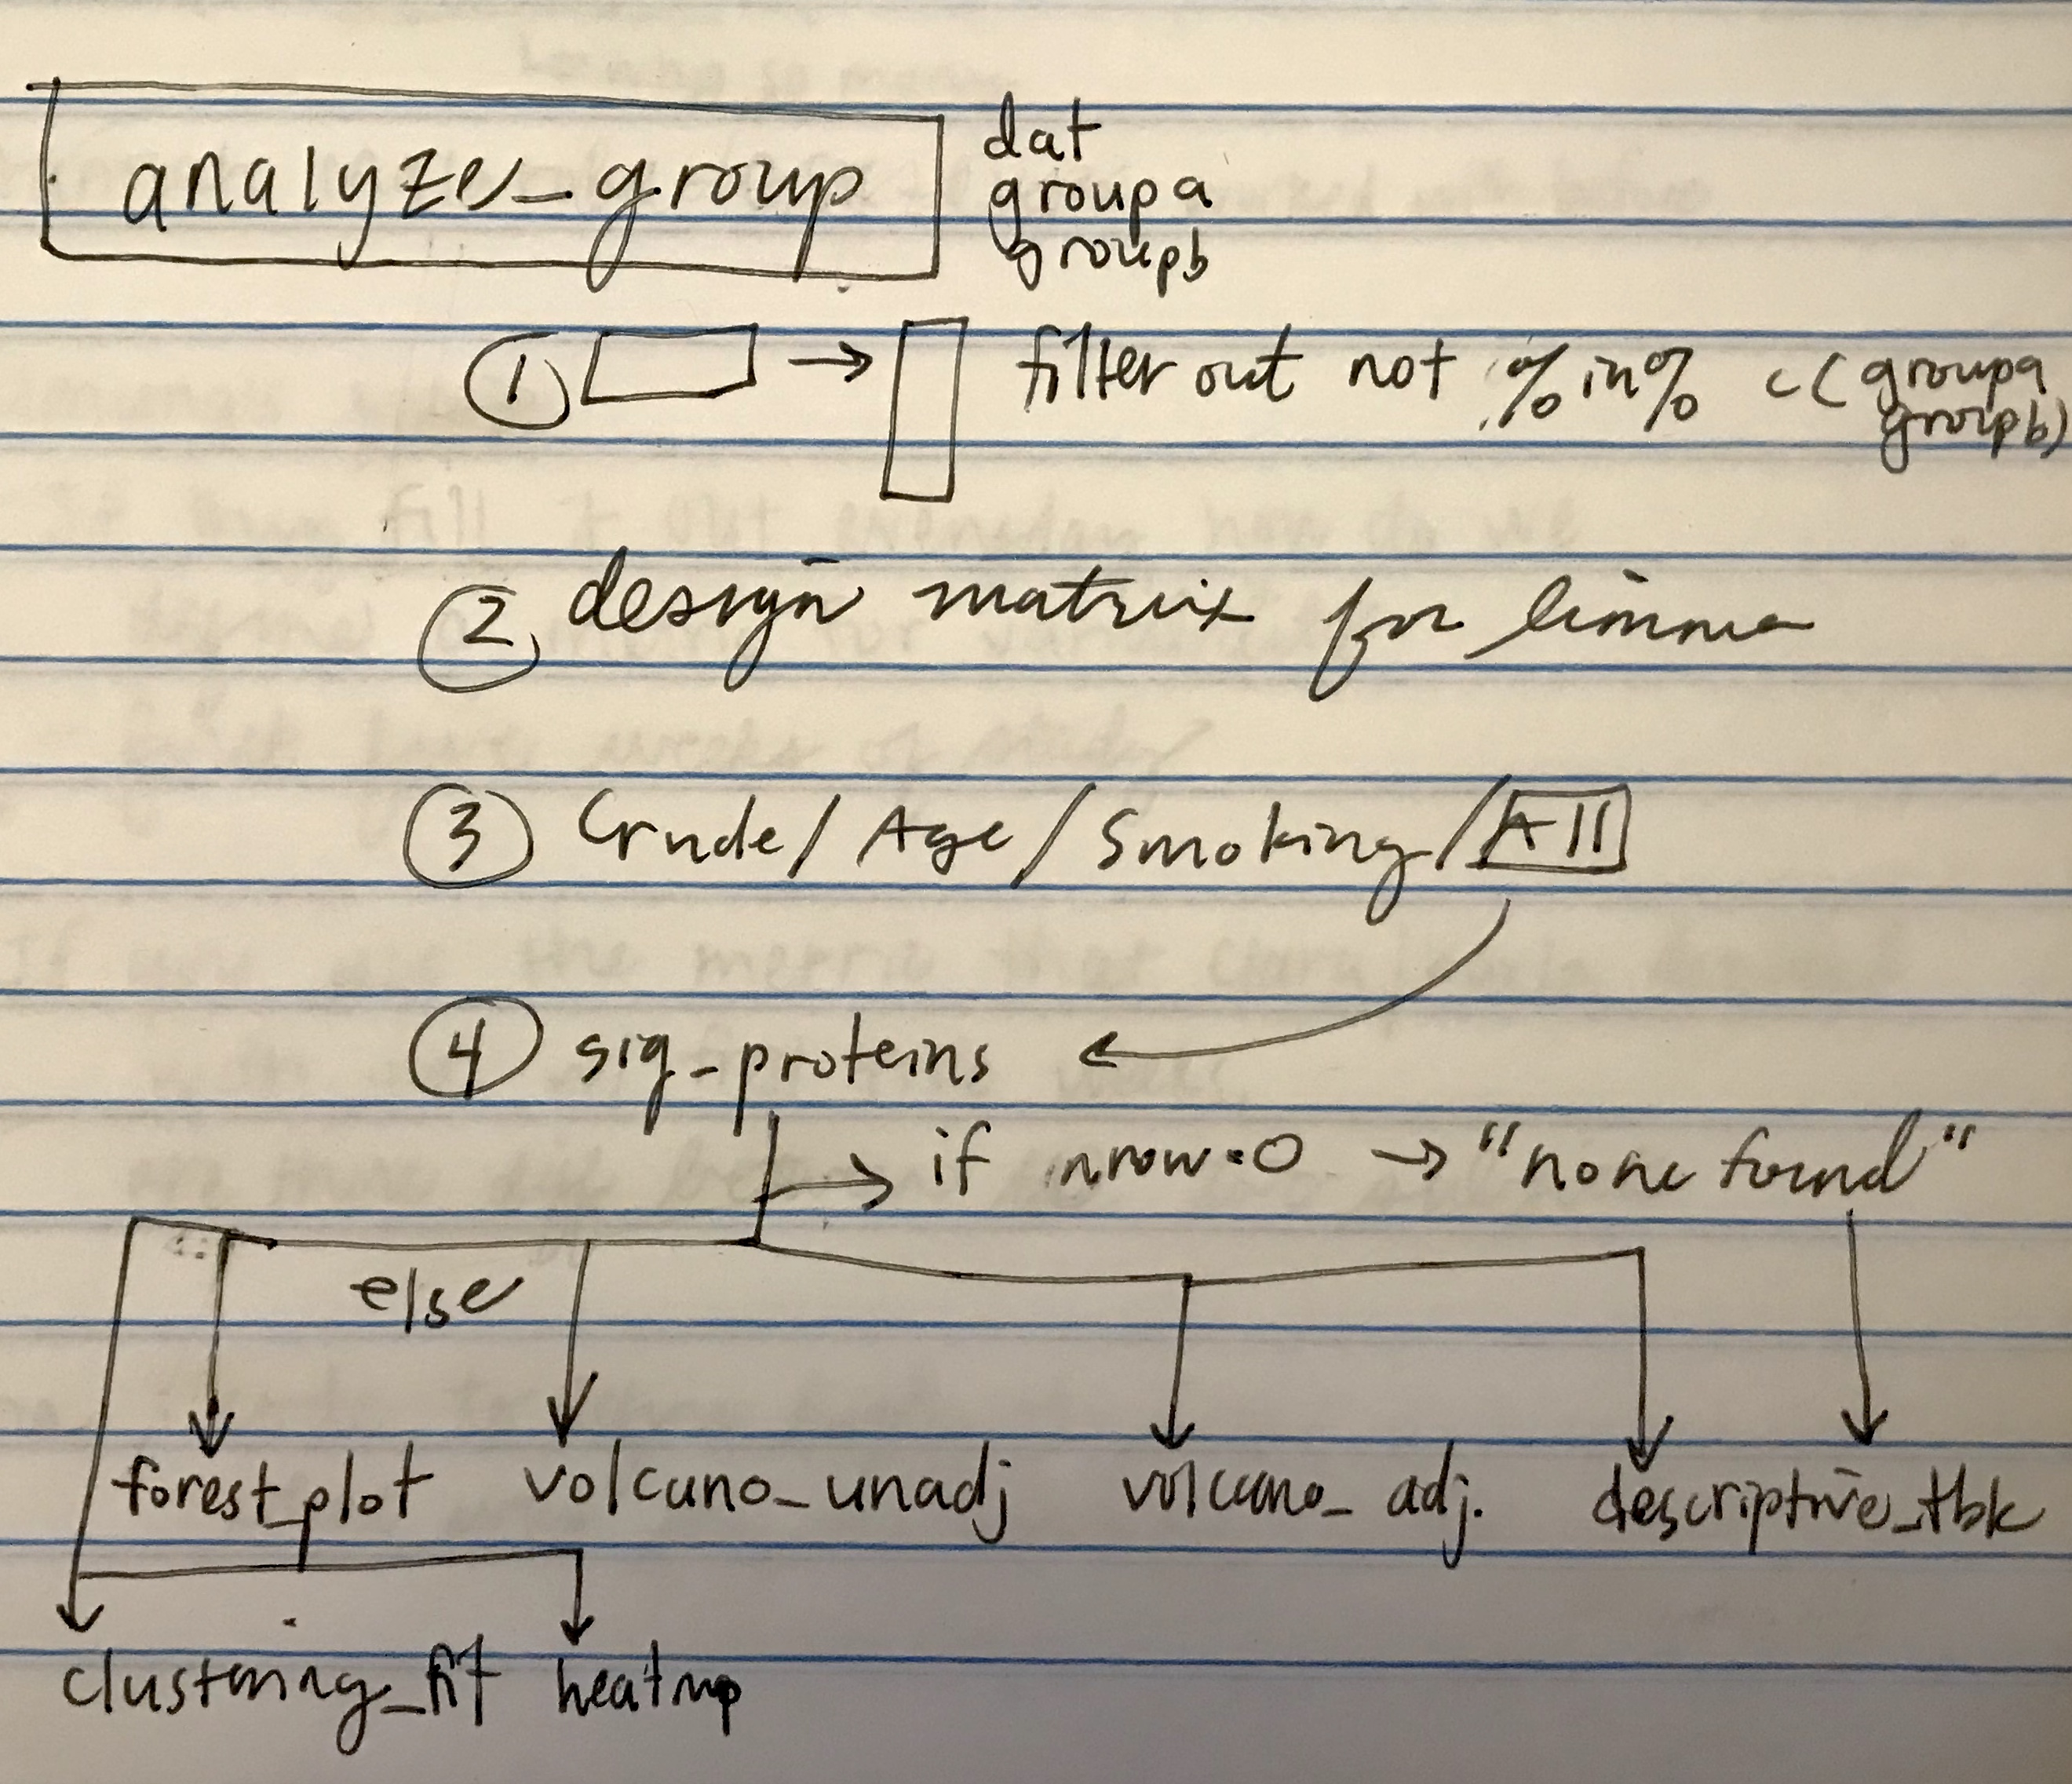 analyze_group
dat
groupa
groupb
① → filter out not %in% c(groupa
groupb)
② design matrix for limma
③ Crude / Age / Smoking / All
④ sig_proteins
→ if nrow=0 → "none found"
else
forest_plot volcano_unadj volcano_adj. descriptive_tbl
clustering_fit heatmp